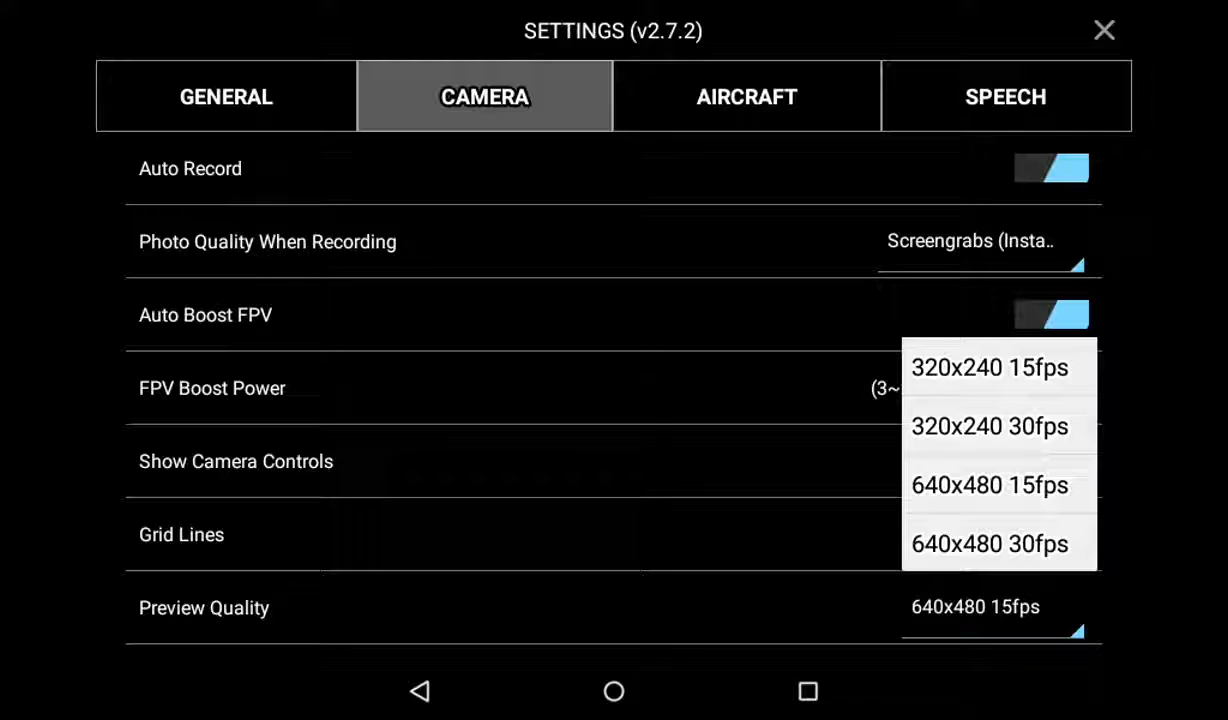 SETTINGS (v2.7.2)
GENERAL
CAMERA
AIRCRAFT
SPEECH
Auto Record
Photo Quality When Recording
Screengrabs (Insta..
Auto Boost FPV
FPV Boost Power
(3~
Show Camera Controls
Grid Lines
320x240 15fps
320x240 30fps
640x480 15fps
640x480 30fps
Preview Quality
640x480 15fps